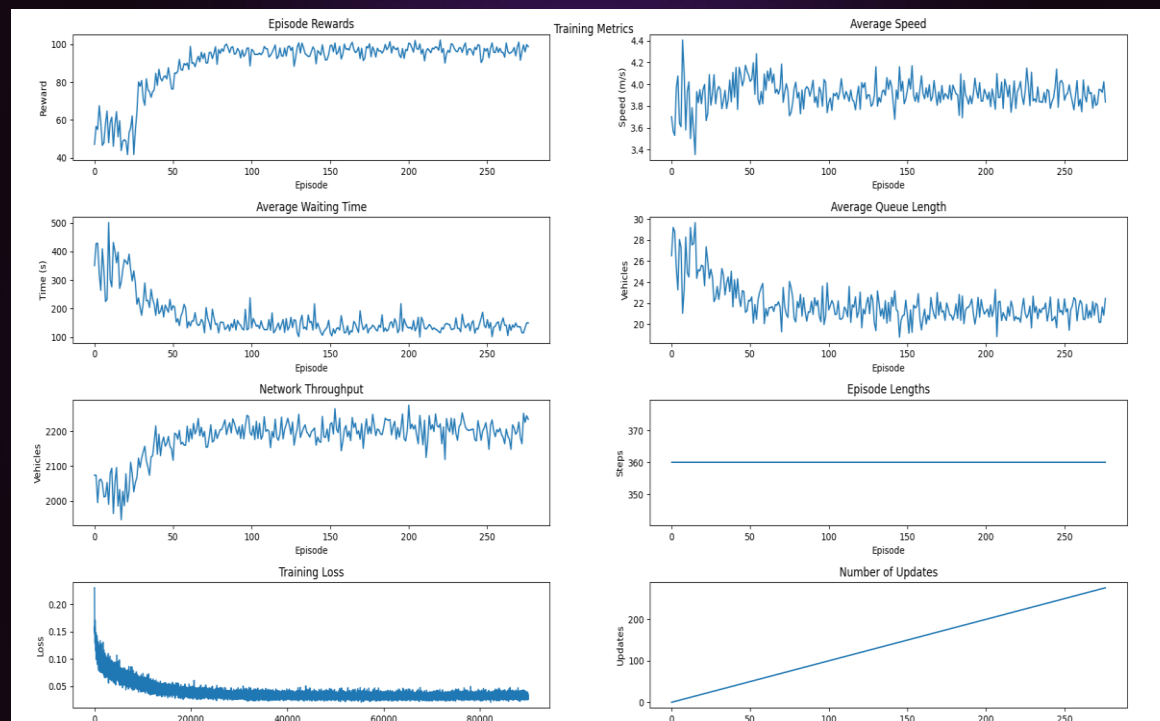 Training Metrics
Episode Rewards
Reward
100
80
60
40
0 50 100 150 200 250
Episode
Average Speed
Speed (m/s)
4.4
4.2
4.0
3.8
3.6
3.4
0 50 100 150 200 250
Episode
Average Waiting Time
Time (s)
500
400
300
200
100
0 50 100 150 200 250
Episode
Average Queue Length
Vehicles
30
28
26
24
22
20
0 50 100 150 200 250
Episode
Network Throughput
Vehicles
2200
2100
2000
0 50 100 150 200 250
Episode
Episode Lengths
Steps
370
360
350
0 50 100 150 200 250
Episode
Training Loss
Loss
0.20
0.15
0.10
0.05
0 20000 40000 60000 80000
Number of Updates
Updates
200
100
0
0 50 100 150 200 250